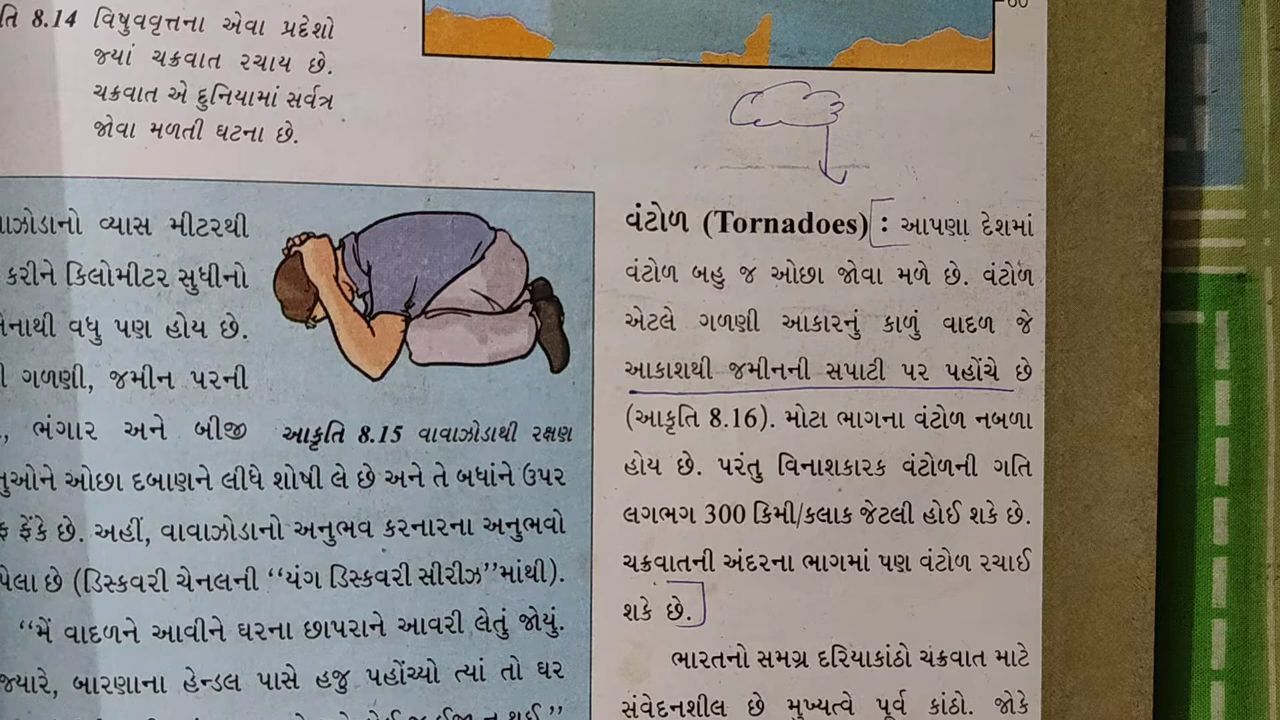 તિ 8.14 વિષુવવૃત્તના એવા પ્રદેશો
જ્યાં ચક્રવાત રચાય છે.
ચક્રવાત એ દુનિયામાં સર્વત્ર
જોવા મળતી ઘટના છે.
વ્યાસ મીટરથી
કરીને કિલોમીટર સુધીનો
વધુ પણ હોય છે.
ગળણી, જમીન પરની
ભંગાર અને બીજી
આકૃતિ 8.15 વાવાઝોડાથી રક્ષણ
ઓછા દબાણને લીધે શોષી લે છે અને તે બધાંને ઉપર
ફેંકે છે. અહીં, વાવાઝોડાનો અનુભવ કરનારના અનુભવો
છે (ડિસ્કવરી ચેનલની “યંગ ડિસ્કવરી સીરીઝ”માંથી).
“મેં વાદળને આવીને ઘરના છાપરાને આવરી લેતું જોયું.
જ્યારે, બારણાના હેન્ડલ પાસે હજુ પહોંચ્યો ત્યાં તો ઘર
વંટોળ (Tornadoes) : આપણા દેશમાં
વંટોળ બહુ જ ઓછા જોવા મળે છે. વંટોળ
એટલે ગળણી આકારનું કાળું વાદળ જે
આકાશથી જમીનની સપાટી પર પહોંચે છે
(આકૃતિ 8.16). મોટા ભાગના વંટોળ નબળા
હોય છે. પરંતુ વિનાશકારક વંટોળની ગતિ
લગભગ 300 કિમી/કલાક જેટલી હોઈ શકે છે.
ચક્રવાતની અંદરના ભાગમાં પણ વંટોળ રચાઈ
શકે છે.
ભારતનો સમગ્ર દરિયાકાંઠો ચક્રવાત માટે
સંવેદનશીલ છે મુખ્યત્વે પૂર્વ કાંઠો. જોકે